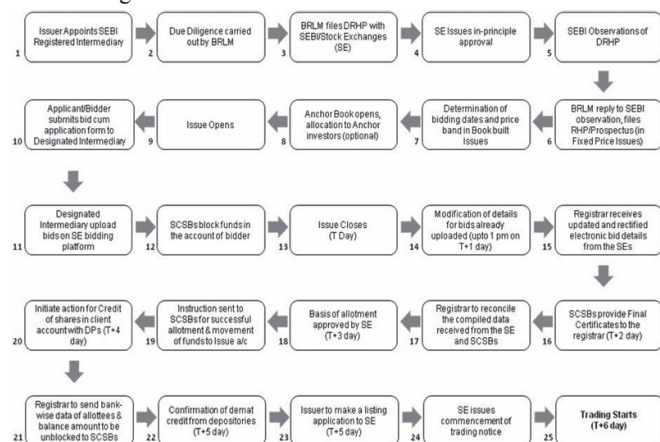 1 Issuer Appoints SEBI
Registered Intermediary
2 Due Diligence carried
out by BRLM
3 BRLM files DRHP with
SEBI/Stock Exchanges
(SE)
4 SE Issues in-principle
approval
5 SEBI Observations of
DRHP
6 BRLM reply to SEBI
observation, files
RHP/Prospectus (in
Fixed Price Issues)
7 Determination of
bidding dates and price
band in Book built
Issues
8 Anchor Book opens,
allocation to Anchor
investors (optional)
9 Issue Opens
10 Applicant/Bidder
submits bid cum
application form to
Designated Intermediary
11 Designated
Intermediary upload
bids on SE bidding
platform
12 SCSBs block funds in
the account of bidder
13 Issue Closes
(T Day)
14 Modification of details
for bids already
uploaded (upto 1 pm on
T+1 day)
15 Registrar receives
updated and rectified
electronic bid details
from the SEs
16 SCSBs provide Final
Certificates to the
registrar (T+2 day)
17 Registrar to reconcile
the compiled data
received from the SE
and SCSBs
18 Basis of allotment
approved by SE
(T+3 day)
19 Instruction sent to
SCSBs for successful
allotment & movement
of funds to Issue a/c
20 Initiate action for Credit
of shares in client
account with DPs (T+4
day)
21 Registrar to send bank-
wise data of allottees &
balance amount to be
unblocked to SCSBs
22 Confirmation of demat
credit from depositories
(T+5 day)
23 Issuer to make a listing
application to SE
(T+5 day)
24 SE issues
commencement of
trading notice
25 Trading Starts
(T+6 day)